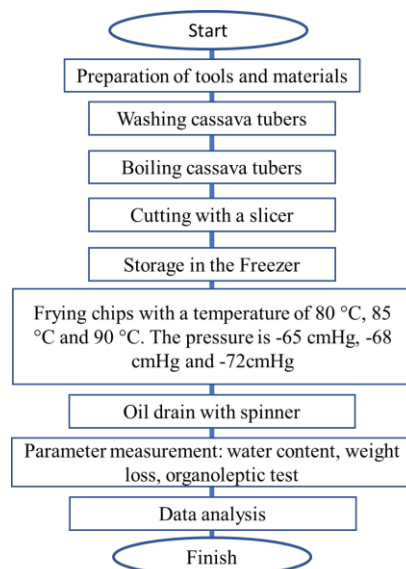 Start
Preparation of tools and materials
Washing cassava tubers
Boiling cassava tubers
Cutting with a slicer
Storage in the Freezer
Frying chips with a temperature of 80 °C, 85
°C and 90 °C. The pressure is -65 cmHg, -68
cmHg and -72cmHg
Oil drain with spinner
Parameter measurement: water content, weight
loss, organoleptic test
Data analysis
Finish